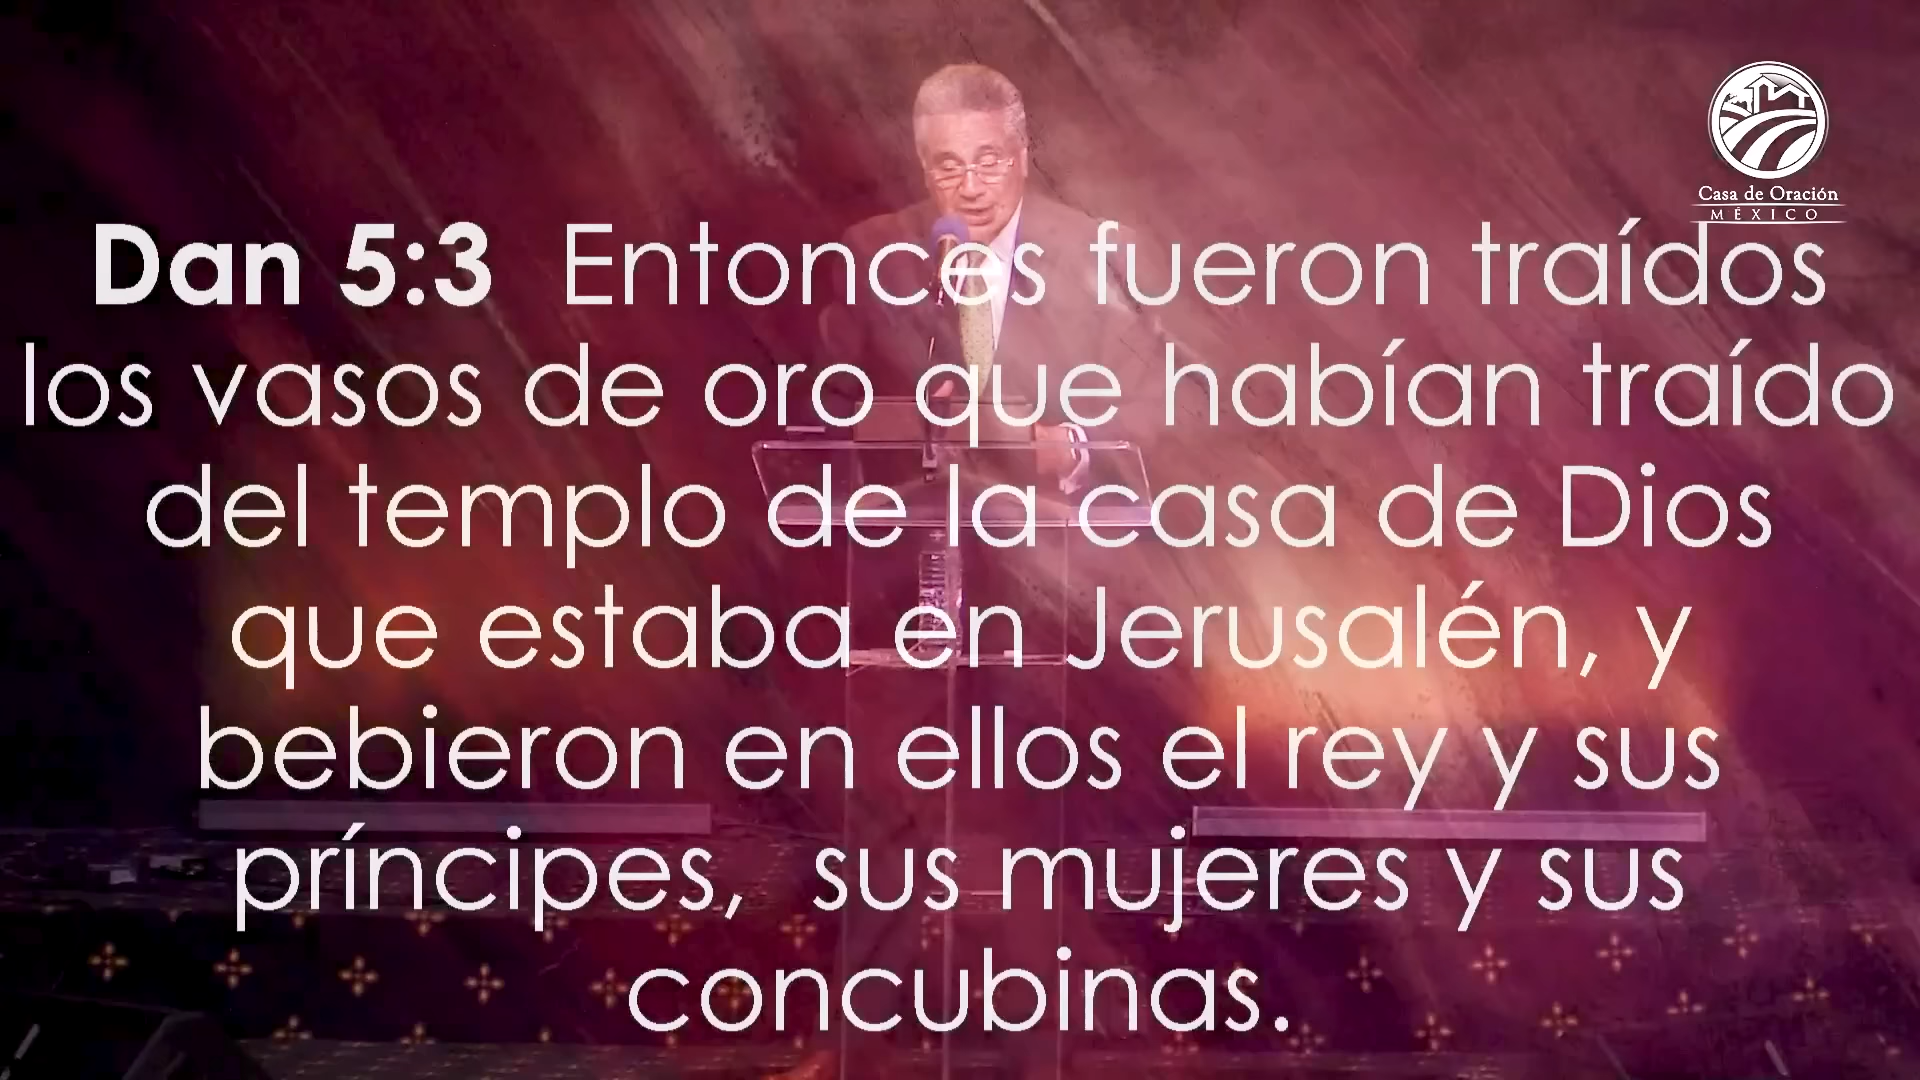 Casa de Oración
MÉXICO
Dan 5:3 Entonces fueron traídos
los vasos de oro que habían traído
del templo de la casa de Dios
que estaba en Jerusalén, y
bebieron en ellos el rey y sus
príncipes, sus mujeres y sus
concubinas.